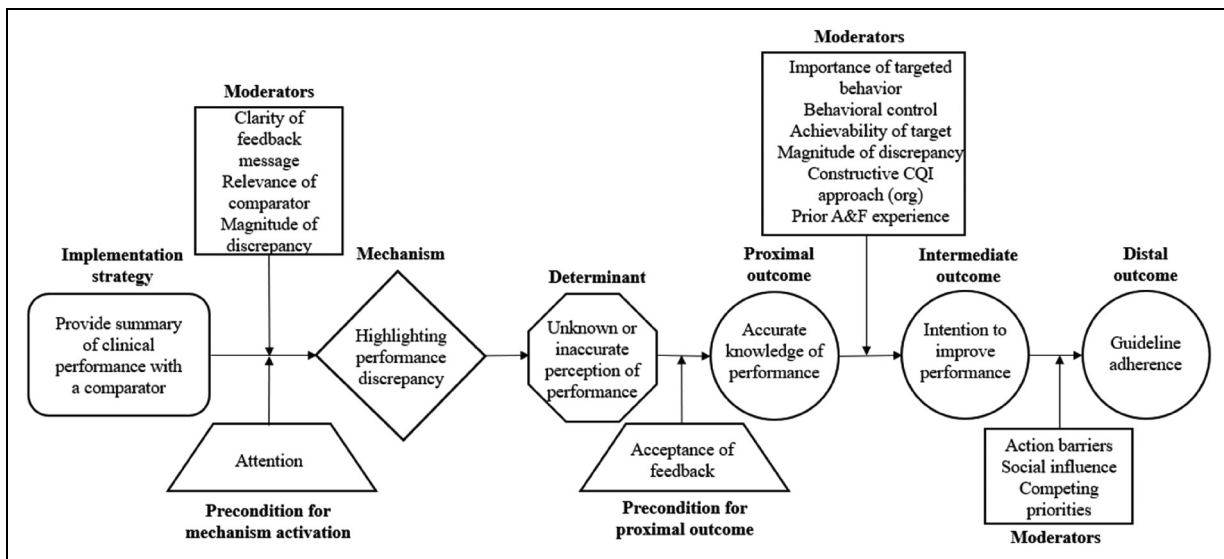 Moderators
Clarity of
feedback
message
Relevance of
comparator
Magnitude of
discrepancy
Moderators
Importance of targeted
behavior
Behavioral control
Achievability of target
Magnitude of discrepancy
Constructive CQI
approach (org)
Prior A&F experience
Implementation
strategy
Provide summary
of clinical
performance with
a comparator
Mechanism
Highlighting
performance
discrepancy
Determinant
Unknown or
inaccurate
perception of
performance
Proximal
outcome
Accurate
knowledge of
performance
Intermediate
outcome
Intention to
improve
performance
Distal
outcome
Guideline
adherence
Attention
Precondition for
mechanism activation
Acceptance of
feedback
Precondition for
proximal outcome
Action barriers
Social influence
Competing
priorities
Moderators